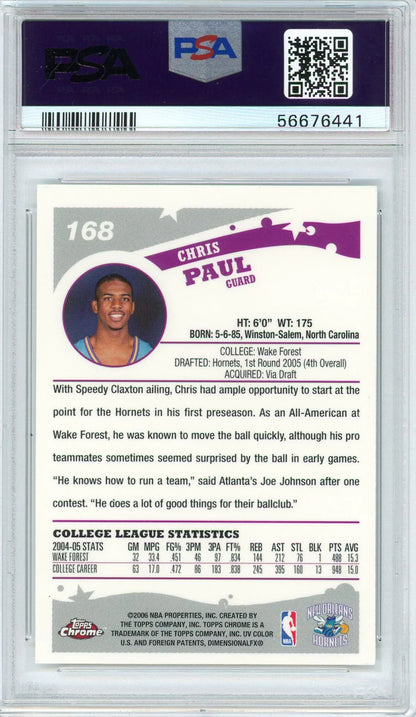 PSA
PSA
56676441
168
CHRIS
PAUL
GUARD
HT: 6'0" WT: 175
BORN: 5-6-85, Winston-Salem, North Carolina
COLLEGE: Wake Forest
DRAFTED: Hornets, 1st Round 2005 (4th Overall)
ACQUIRED: Via Draft
With Speedy Claxton ailing, Chris had ample opportunity to start at
point for the Hornets in his first preseason. As an All-American at
Wake Forest, he was known to move the ball quickly, although his pro
teammates sometimes seemed surprised by the ball in early games.
“He knows how to run a team,” said Atlanta's Joe Johnson after one
contest. “He does a lot of good things for their ballclub.”
COLLEGE LEAGUE STATISTICS
2004-05 STATS GM MPG FG% 3PM 3PA FT% REB AST STL BLK PTS AVG
WAKE FOREST 32 33.4 .451 46 97 .834 144 212 76 1 488 15.3
COLLEGE CAREER 63 17.0 .472 86 183 .838 245 395 160 13 948 15.0
©2006 NBA PROPERTIES, INC. CREATED BY
THE TOPPS COMPANY, INC. TOPPS CHROME IS A
TRADEMARK OF THE TOPPS COMPANY, INC. UV COLOR
U.S. AND FOREIGN PATENTS, DIMENSIONALFX®
Topps
Chrome
NBA
NEW ORLEANS
HORNETS